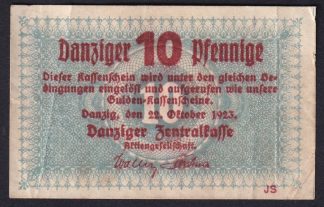 Danziger 10 Pfennige
Dieser Kassenschein wird unter den gleichen Be-
dingungen eingelöst und aufgerufen wie unsere
Gulden-Kassenscheine.
Danzig, den 22. Oktober 1923.
Danziger Zentralkasse
Aktiengesellschaft
JS